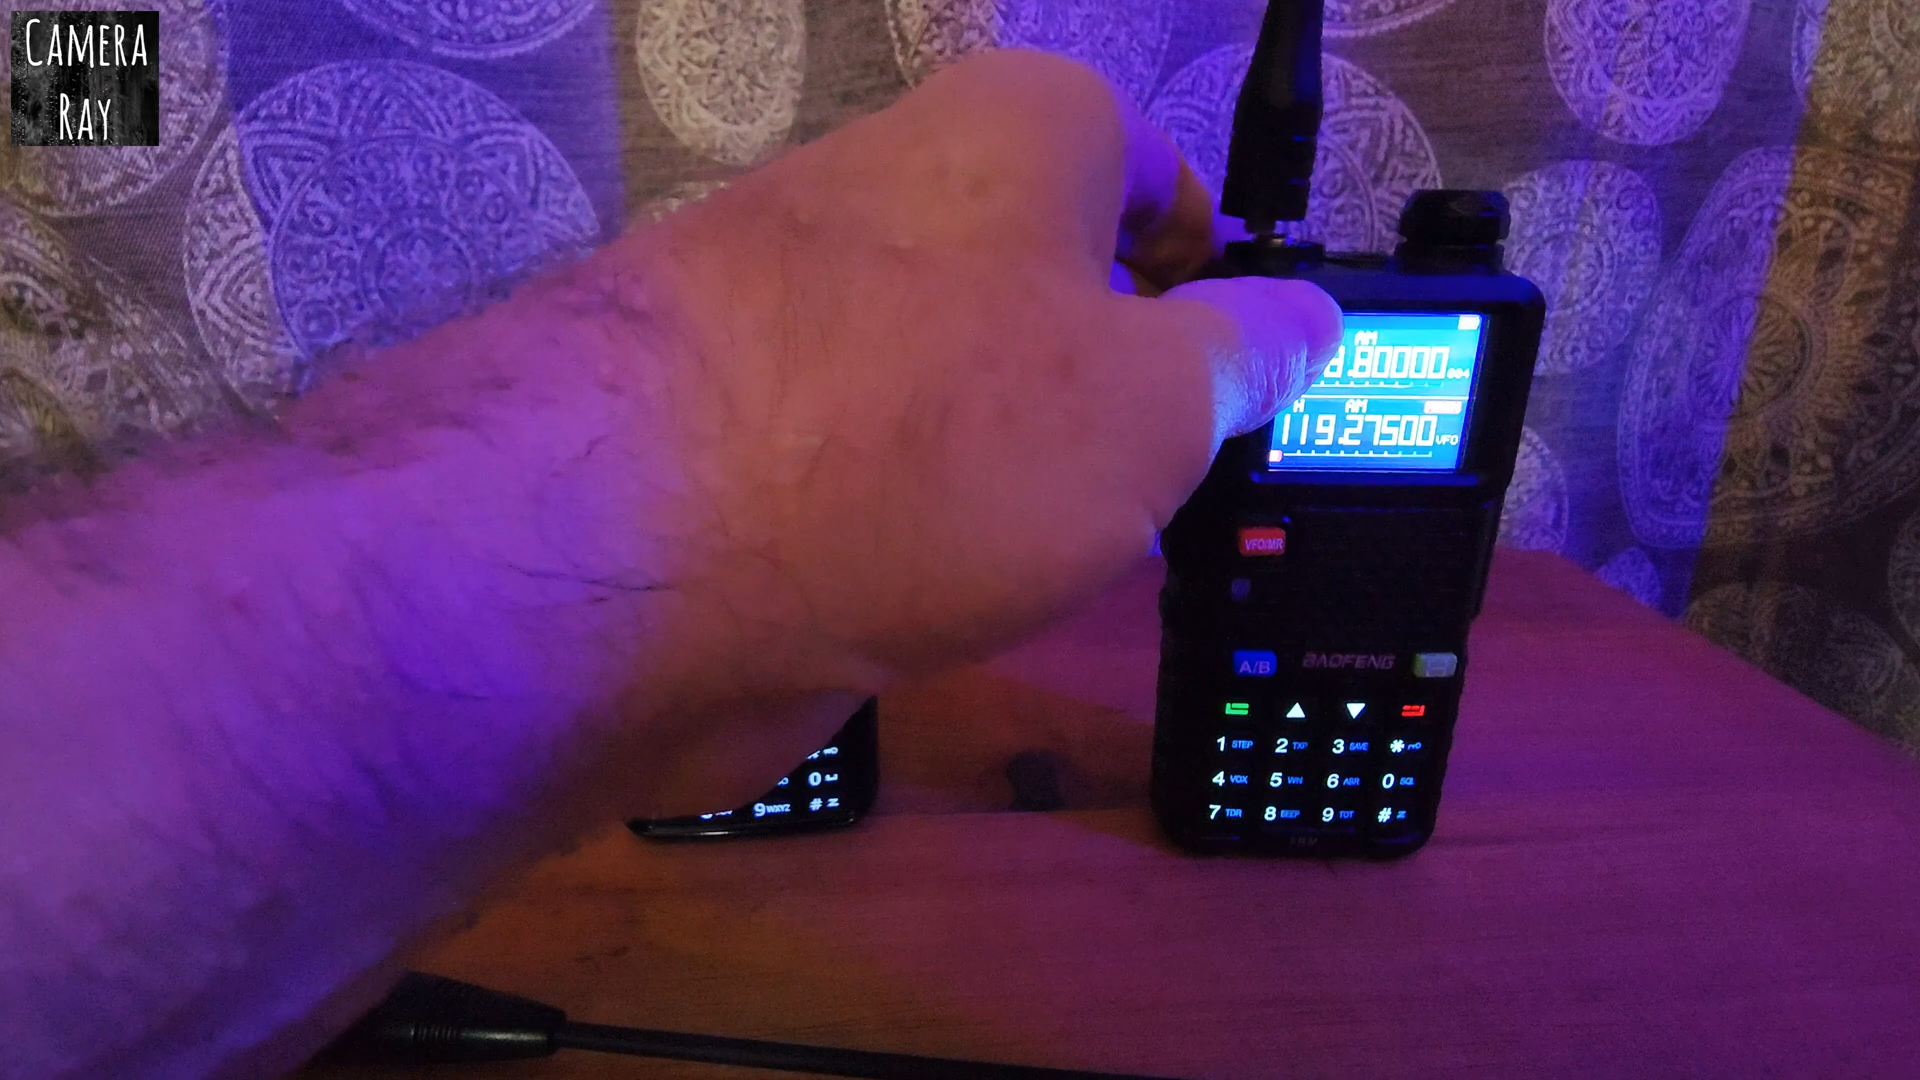 CAMERA
RAY
AM
.80000
H AM
119.27500 VFO
VFO/MR
A/B BAOFENG
1 STEP 2 TXP 3 SAVE *
4 VOX 5 WN 6 ABR 0 SQL
7 TDR 8 BEEP 9 TOT #
0
9 WXYZ #